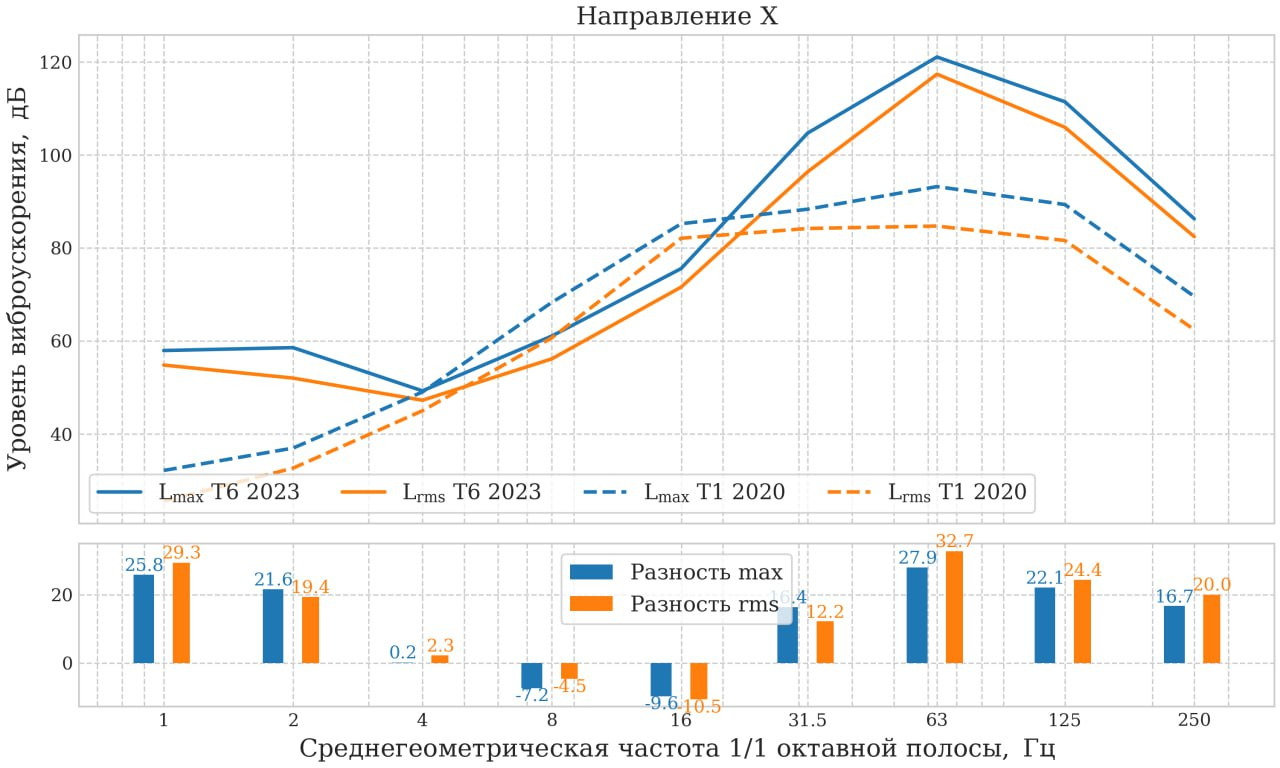 Направление X
Уровень виброускорения, дБ
120
100
80
60
40
Lmax T6 2023 Lrms T6 2023 Lmax T1 2020 Lrms T1 2020
25.8 29.3 21.6 19.4 0.2 2.3 -7.2 -4.5 -9.6 -10.5 16.4 12.2 27.9 32.7 22.1 24.4 16.7 20.0
Разность max
Разность rms
20
0
1 2 4 8 16 31.5 63 125 250
Среднегеометрическая частота 1/1 октавной полосы, Гц